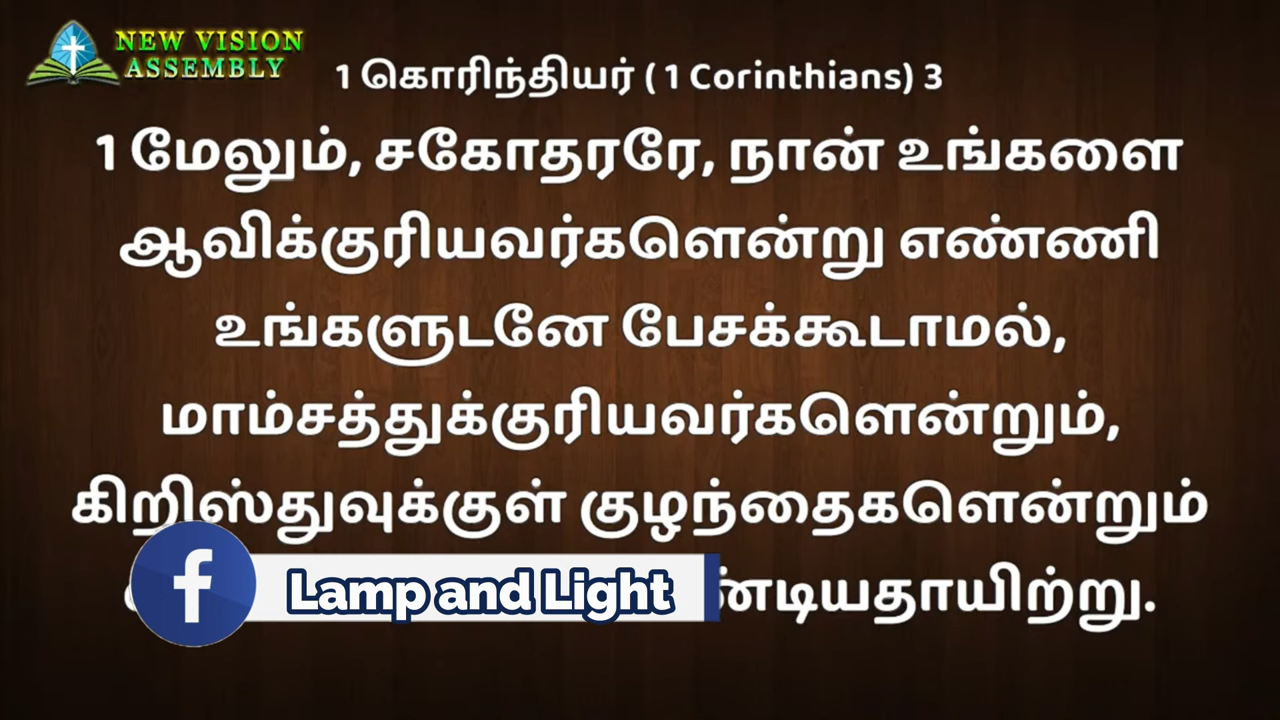 NEW VISION
ASSEMBLY
1 கொரிந்தியர் ( 1 Corinthians) 3
1 மேலும், சகோதரரே, நான் உங்களை
ஆவிக்குரியவர்களென்று எண்ணி
உங்களுடனே பேசக்கூடாமல்,
மாம்சத்துக்குரியவர்களென்றும்,
கிறிஸ்துவுக்குள் குழந்தைகளென்றும்
f Lamp and Light